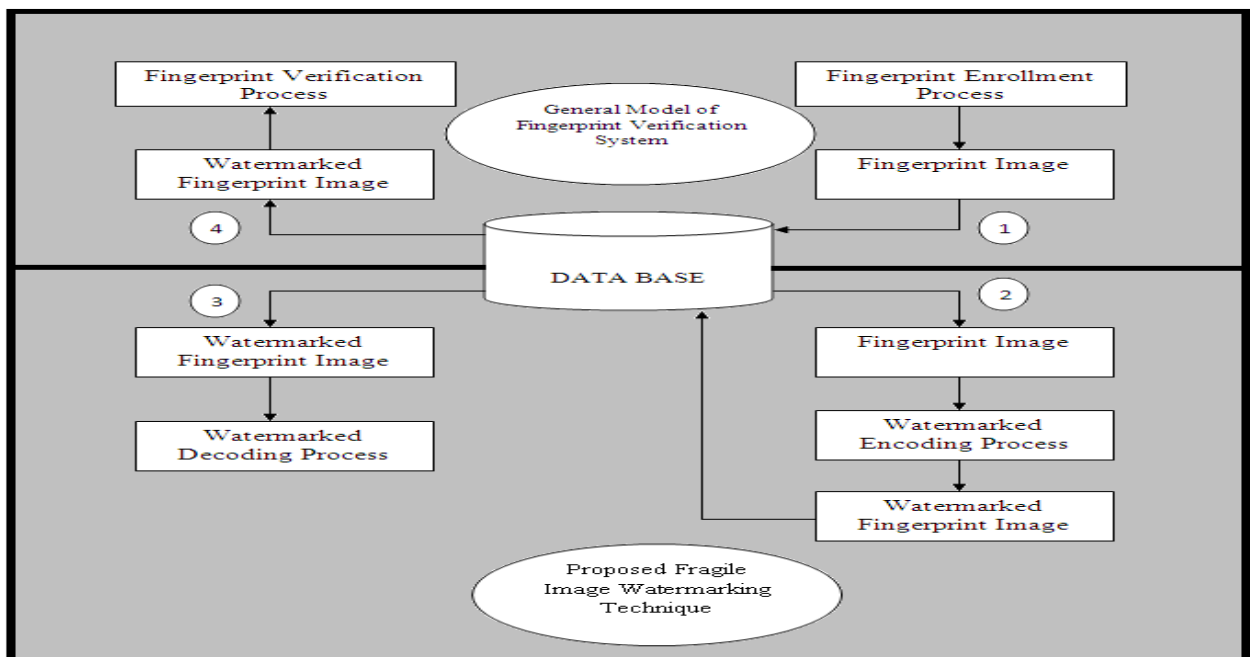 Fingerprint Verification
Process
General Model of
Fingerprint Verification
System
Fingerprint Enrollment
Process
Watermarked
Fingerprint Image
Fingerprint Image
4
1
DATA BASE
3
2
Watermarked
Fingerprint Image
Fingerprint Image
Watermarked
Decoding Process
Watermarked
Encoding Process
Watermarked
Fingerprint Image
Proposed Fragile
Image Watermarking
Technique